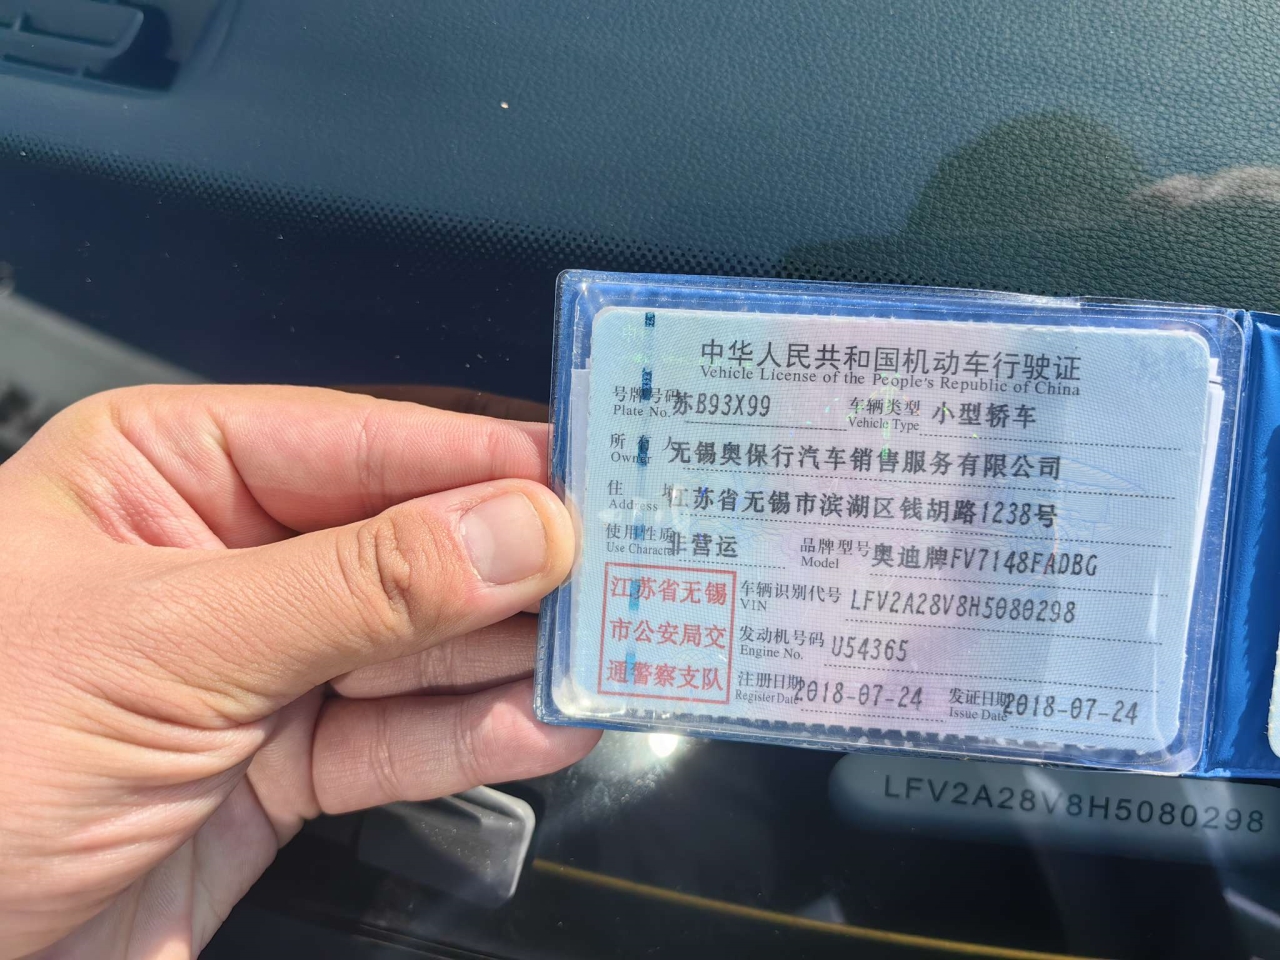 中华人民共和国机动车行驶证
Vehicle License of the People's Republic of China
号牌号码 苏B93X99 车辆类型 小型轿车
Plate No. Vehicle Type
所有人 无锡奥保行汽车销售服务有限公司
Owner
住 址 江苏省无锡市滨湖区钱胡路1238号
Address
使用性质 非营运 品牌型号 奥迪牌FV7148FADBG
Use Character Model
江苏省无锡
市公安局交
通警察支队
车辆识别代号 LFV2A28V8H5080298
VIN
发动机号码 U54365
Engine No.
注册日期 2018-07-24 发证日期 2018-07-24
Register Date Issue Date
LFV2A28V8H5080298